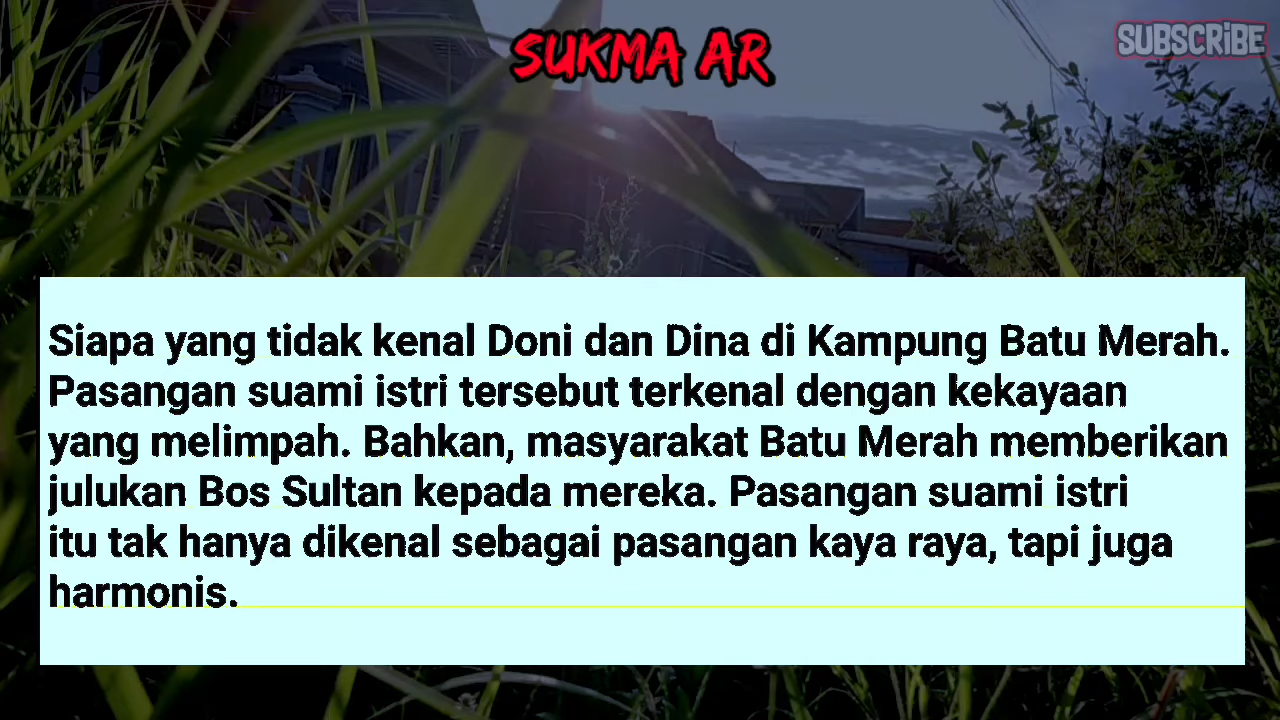 SUKMA AR
SUBSCRiBE
Siapa yang tidak kenal Doni dan Dina di Kampung Batu Merah.
Pasangan suami istri tersebut terkenal dengan kekayaan
yang melimpah. Bahkan, masyarakat Batu Merah memberikan
julukan Bos Sultan kepada mereka. Pasangan suami istri
itu tak hanya dikenal sebagai pasangan kaya raya, tapi juga
harmonis.